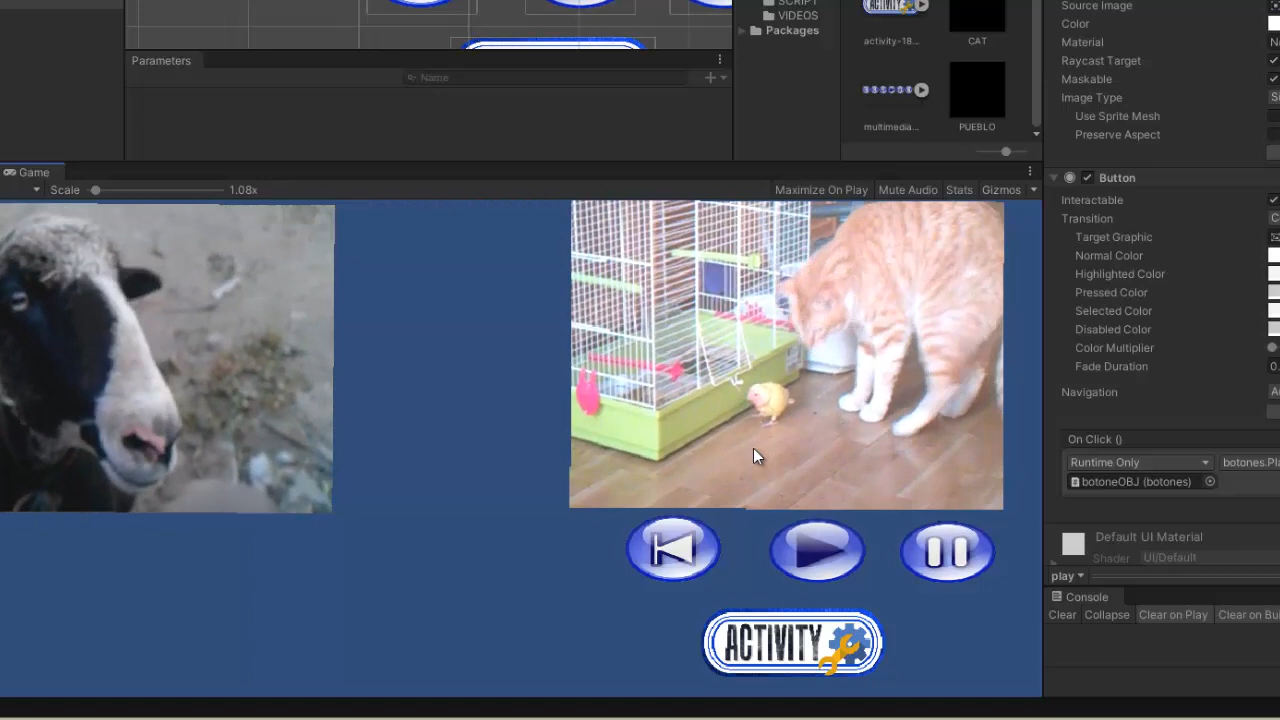 SCRIPT
VIDEOS
Packages
activity-18...
CAT
multimedia...
PUEBLO
Parameters
Name
Game
Scale
1.08x
Maximize On Play
Mute Audio
Stats
Gizmos
ACTIVITY
Source Image
Color
Material
Raycast Target
Maskable
Image Type
Use Sprite Mesh
Preserve Aspect
Button
Interactable
Transition
Target Graphic
Normal Color
Highlighted Color
Pressed Color
Selected Color
Disabled Color
Color Multiplier
Fade Duration
0.
Navigation
On Click ()
Runtime Only
botones.Pla
botoneOBJ (botones)
Default UI Material
Shader
UI/Default
play
Console
Clear
Collapse
Clear on Play
Clear on Bui